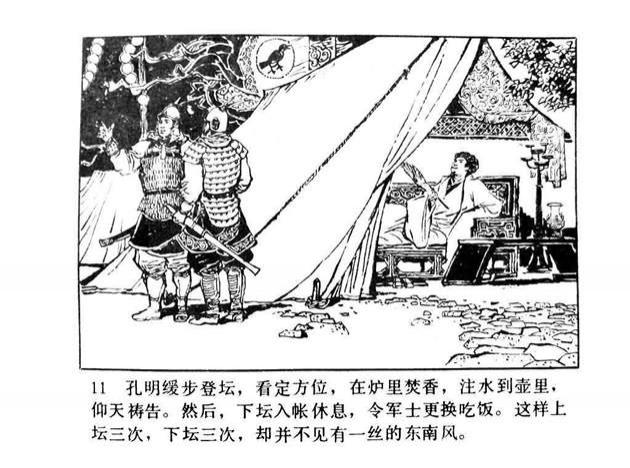 11 孔明缓步登坛，看定方位，在炉里焚香，注水到壶里，
仰天祷告。然后，下坛入帐休息，令军士更换吃饭。这样上
坛三次，下坛三次，却并不见有一丝的东南风。